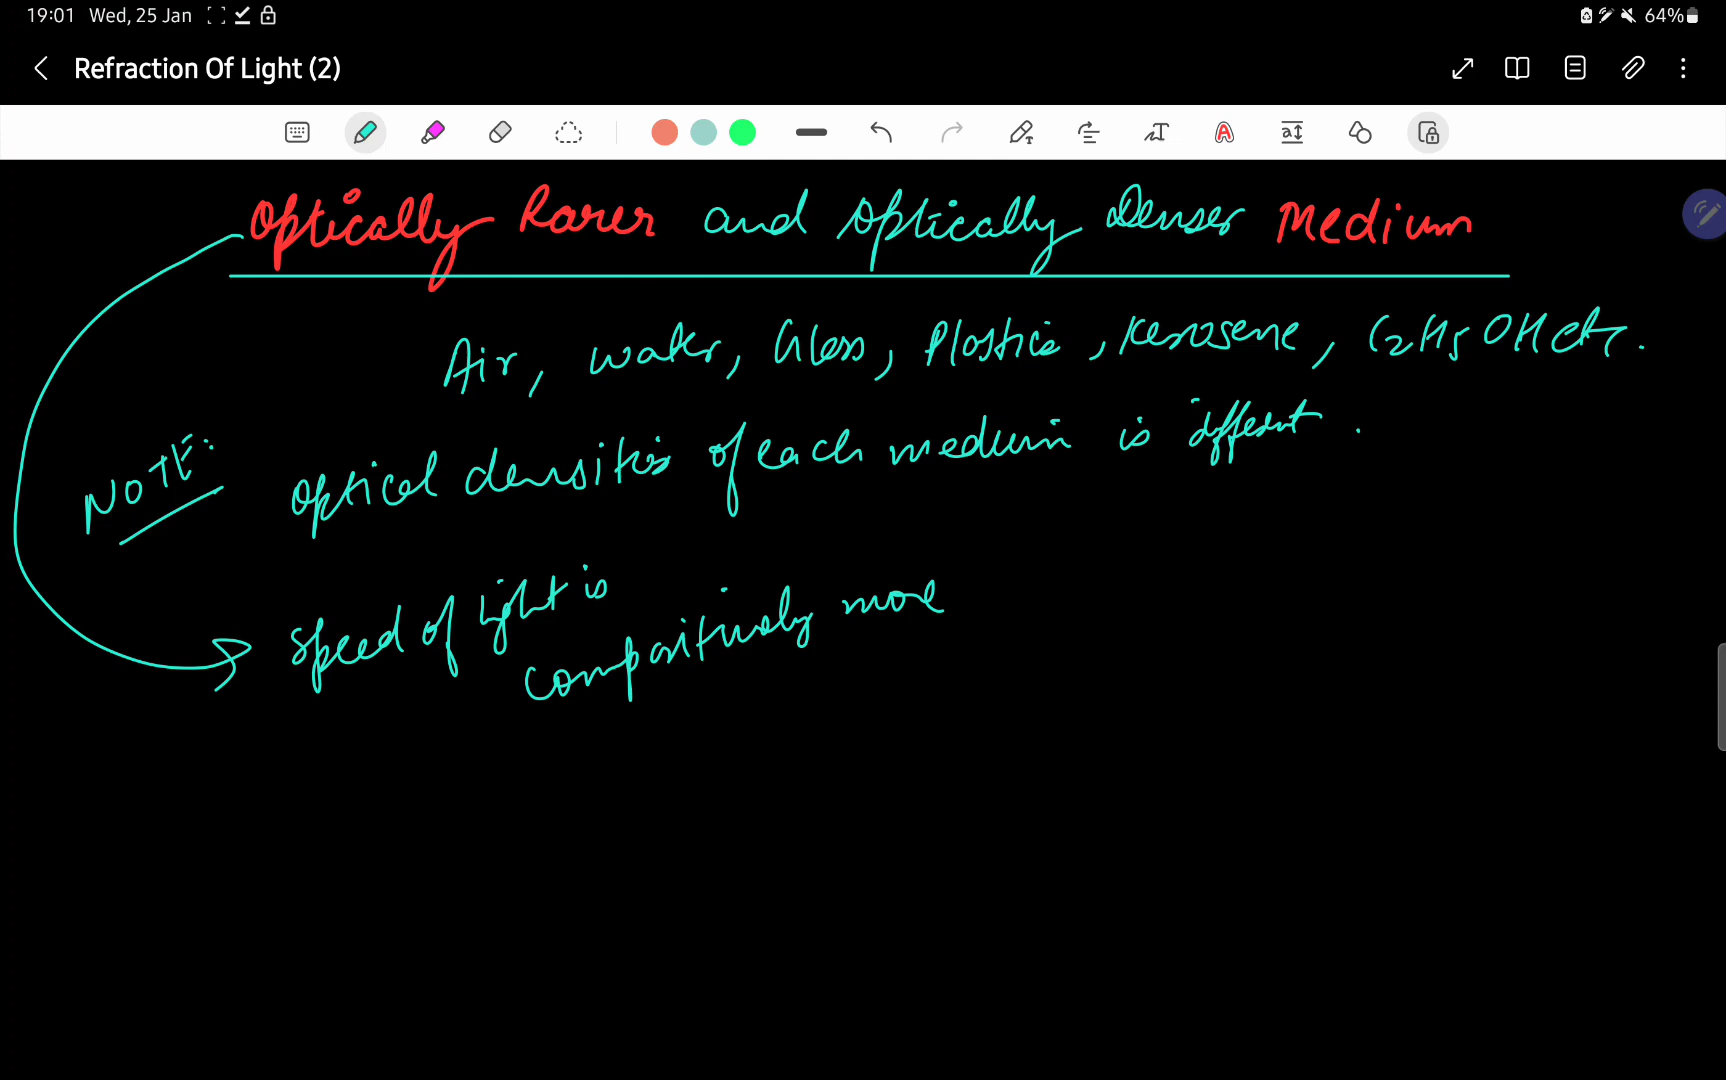 19:01 Wed, 25 Jan 64%
Refraction Of Light (2)
Optically Rarer and Optically Denser Medium
Air, water, Glass, Plastic, Kerosene, C2H5OH etc.
NOTE: optical densitis of each medium is different.
Speed of light is
comparitively more